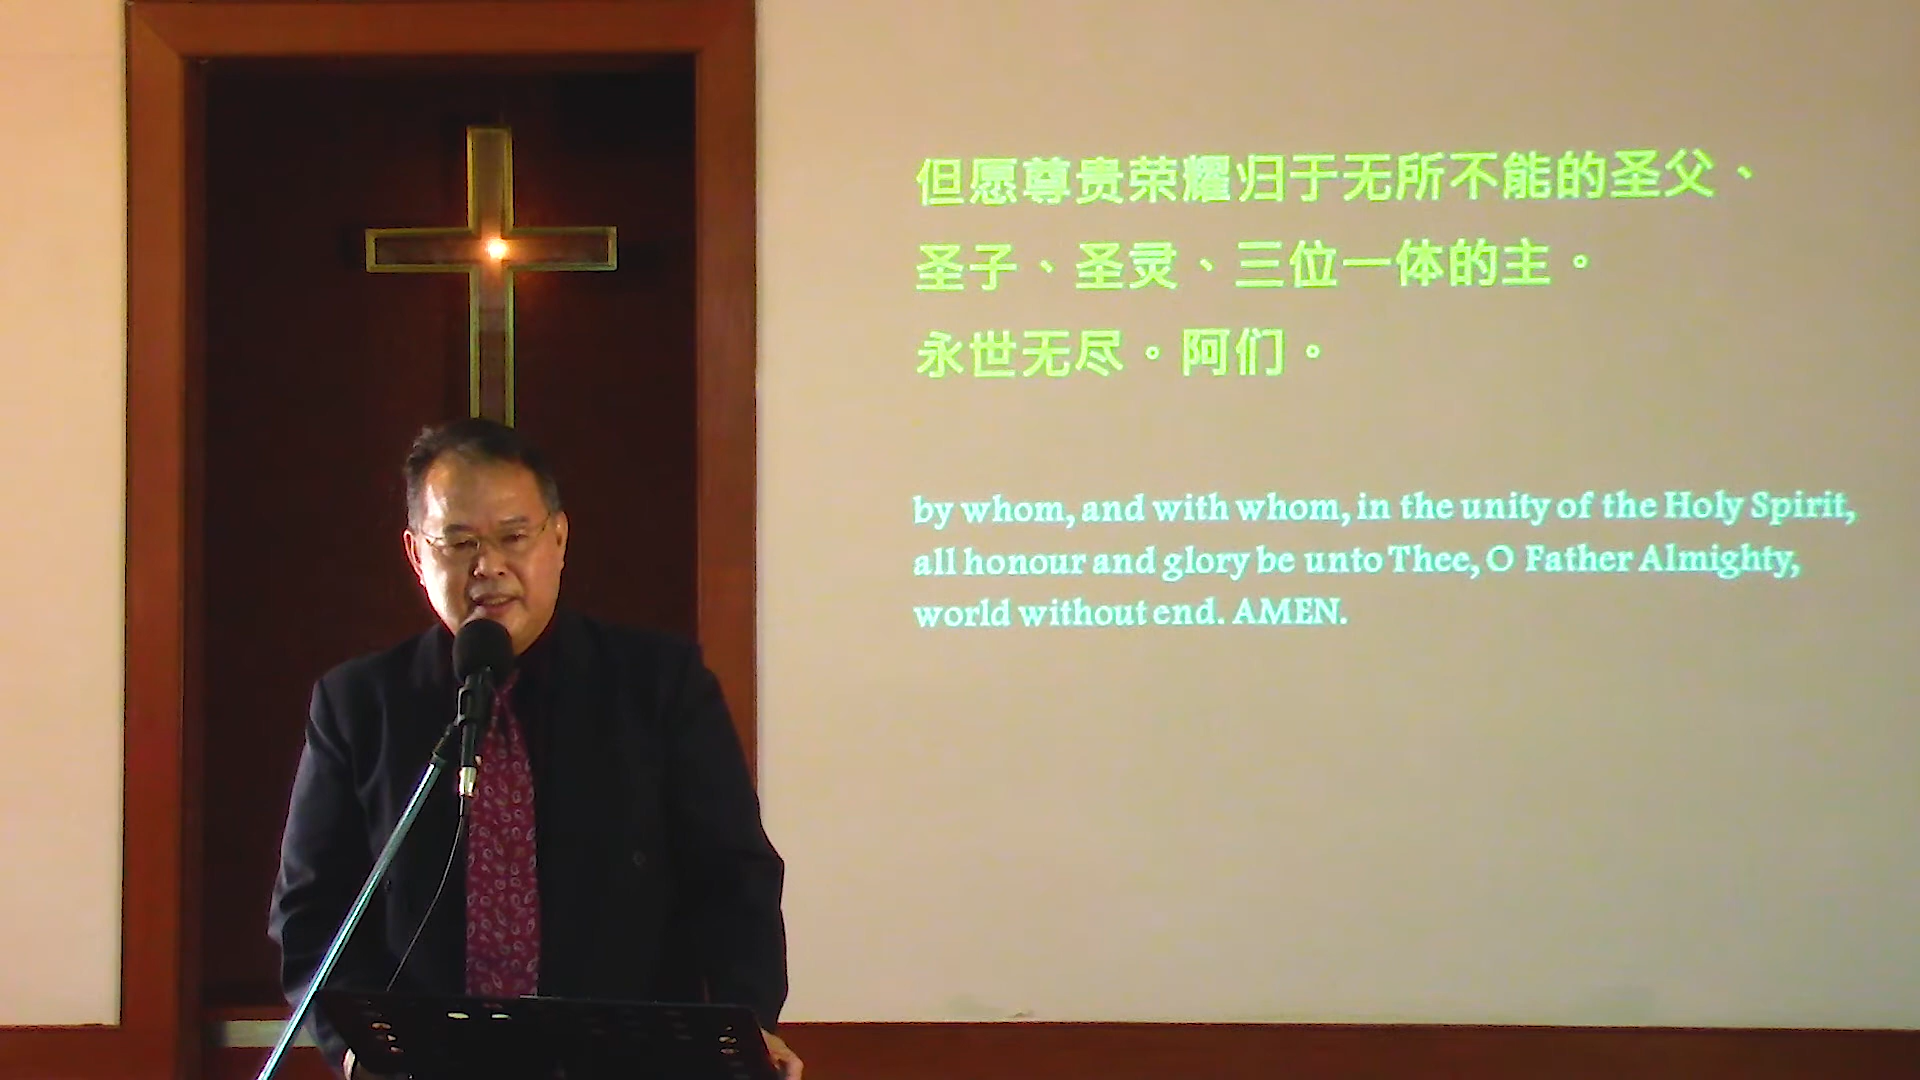 但愿尊贵荣耀归于无所不能的圣父、
圣子、圣灵、三位一体的主。
永世无尽。阿们。
by whom, and with whom, in the unity of the Holy Spirit,
all honour and glory be unto Thee, O Father Almighty,
world without end. AMEN.